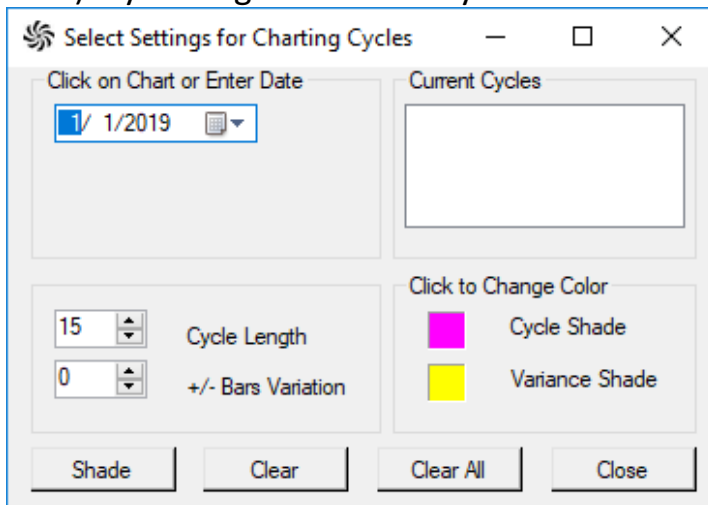 Select Settings for Charting Cycles
Click on Chart or Enter Date
Current Cycles
1/ 1/2019
Click to Change Color
15
Cycle Length
Cycle Shade
0
+/- Bars Variation
Variance Shade
Shade
Clear
Clear All
Close